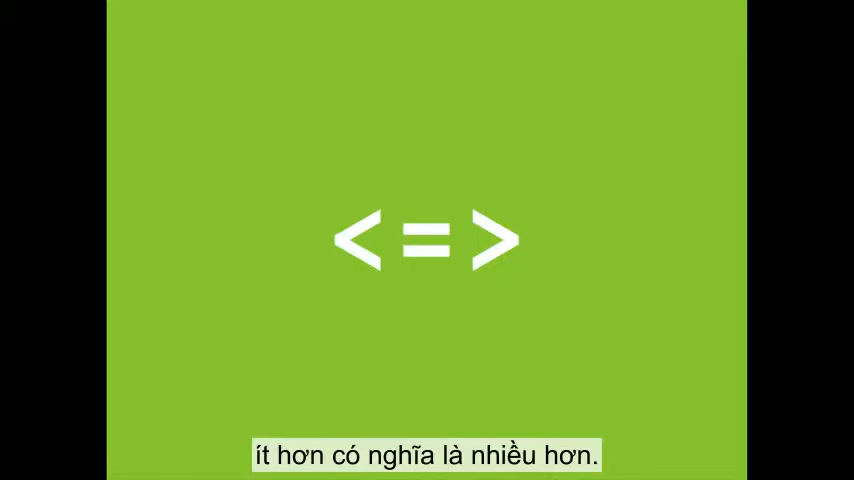 < = >
ít hơn có nghĩa là nhiều hơn.